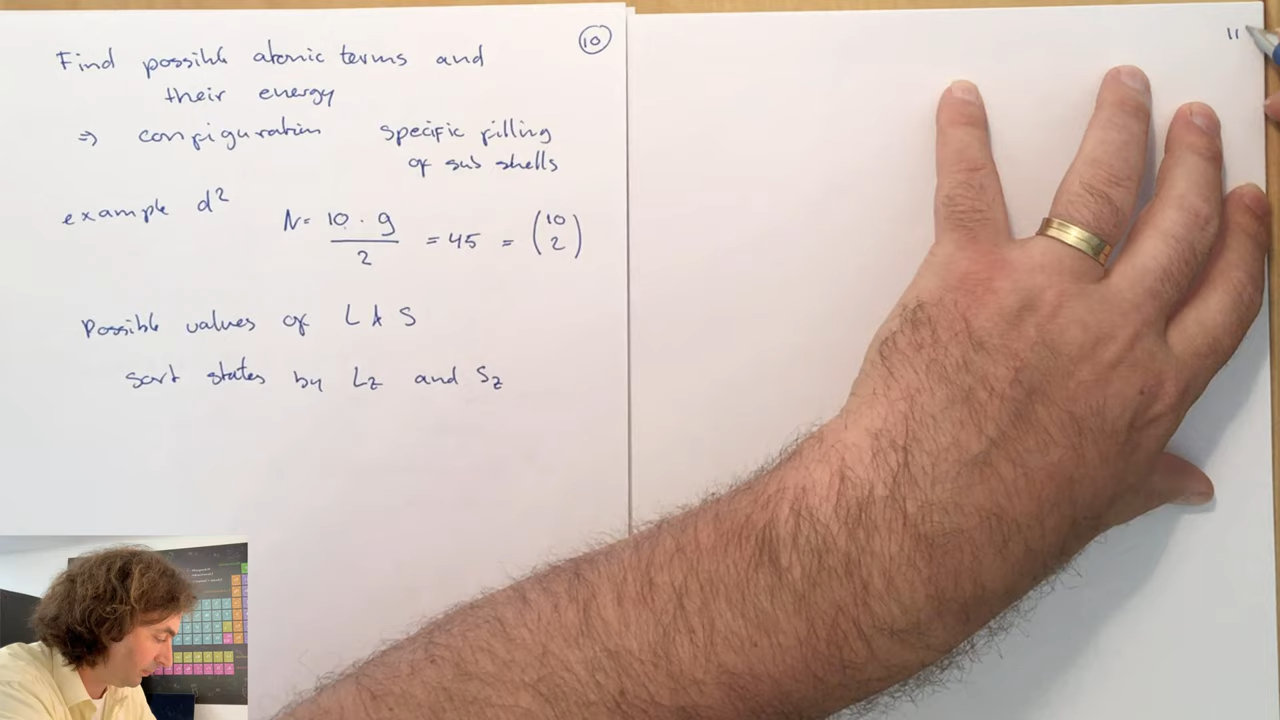 10
Find possible atomic terms and
their energy
⇒ configuration specific filling
of sub shells
example d² N = 10 · 9 / 2 = 45 = (10 2)
Possible values of L & S
sort states by Lz and Sz
11